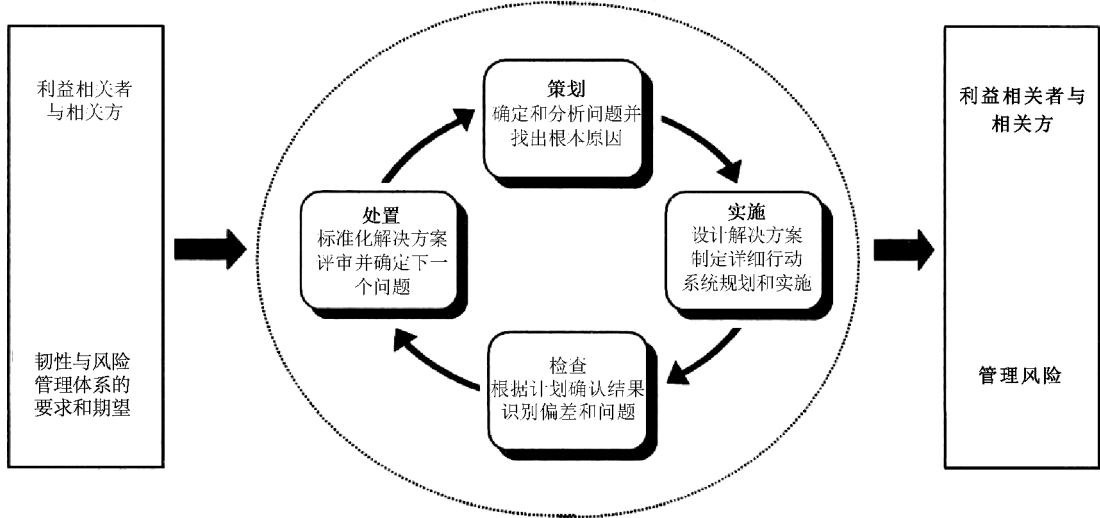 利益相关者
与相关方
韧性与风险
管理体系的
要求和期望
策划
确定和分析问题并
找出根本原因
实施
设计解决方案
制定详细行动
系统规划和实施
检查
根据计划确认结果
识别偏差和问题
处置
标准化解决方案
评审并确定下一
个问题
利益相关者与
相关方
管理风险